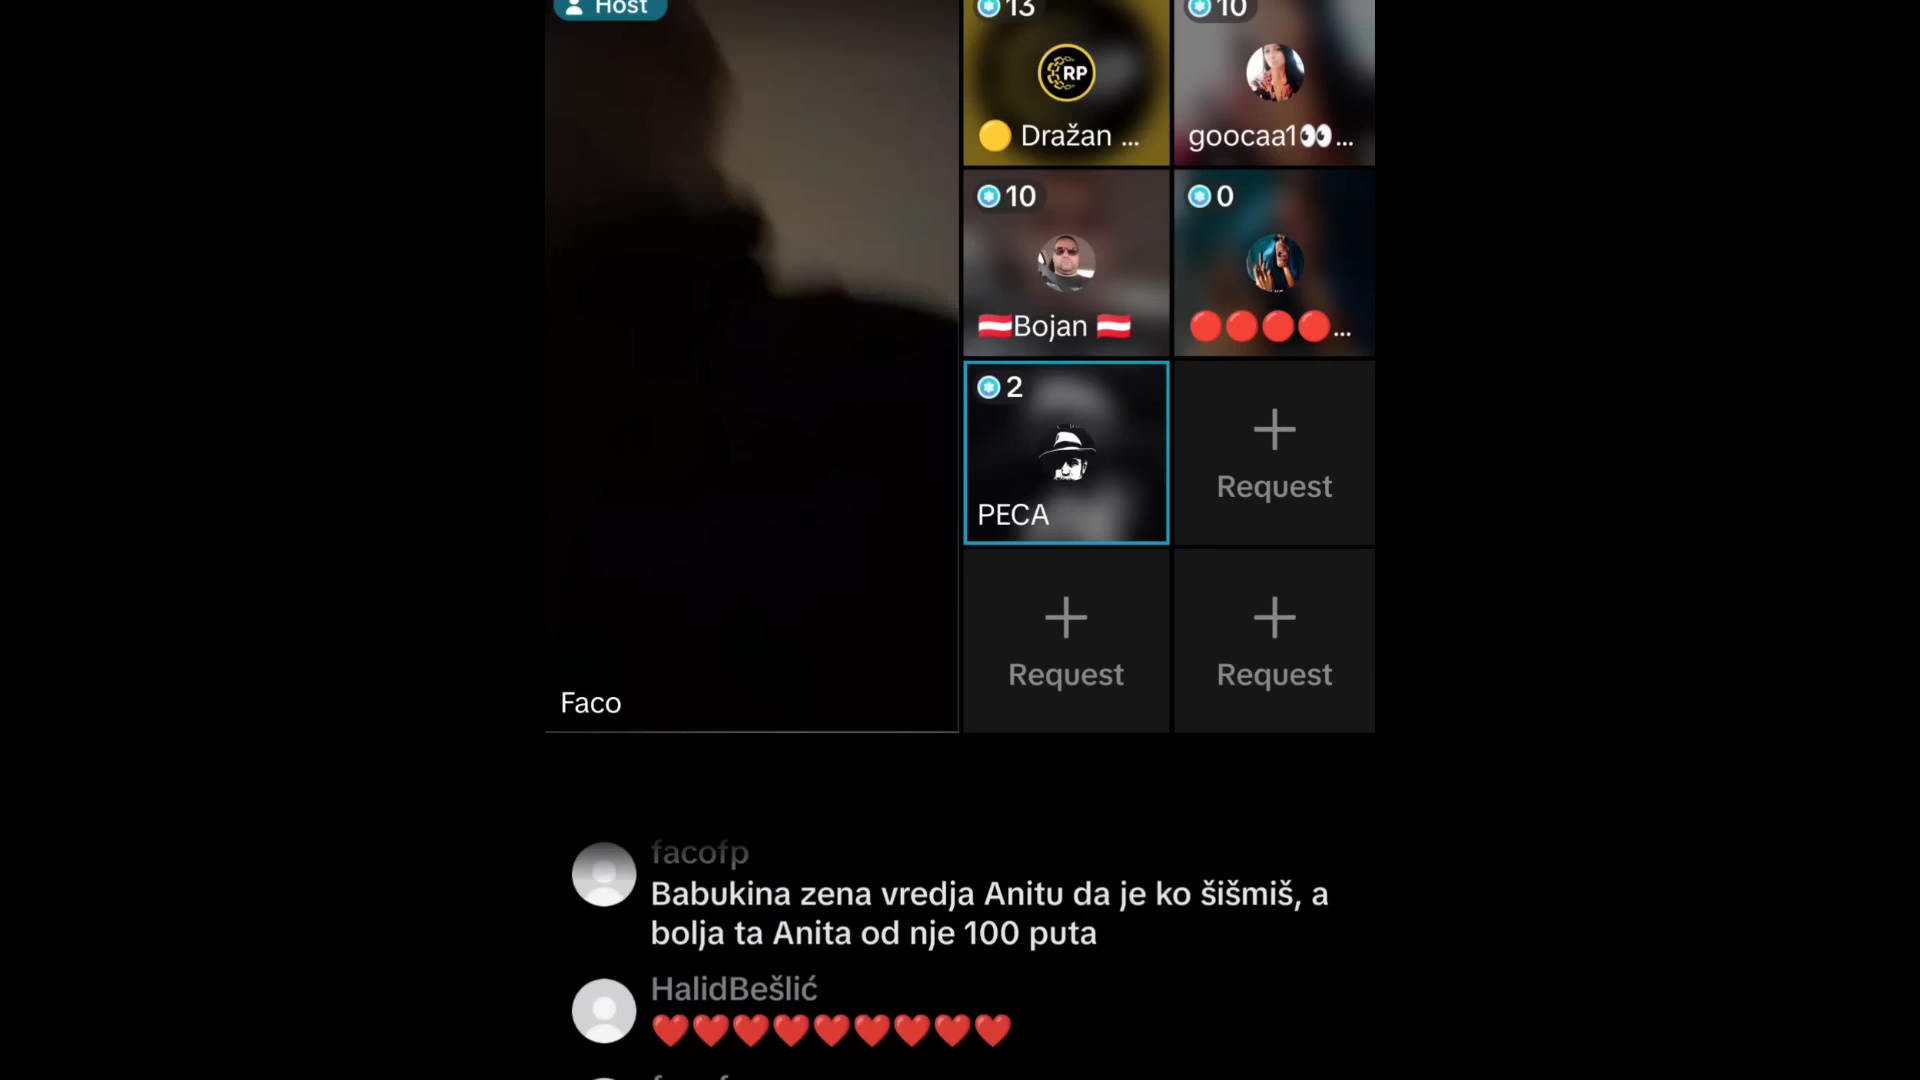 Host
13
10
RP
🟡 Dražan ...
goocaa1👀...
10
0
🇦🇹Bojan 🇦🇹
🔴🔴🔴🔴...
2
PECA
Request
Request
Request
Faco
facofp
Babukina zena vredja Anitu da je ko šišmiš, a
bolja ta Anita od nje 100 puta
HalidBešlić
❤️❤️❤️❤️❤️❤️❤️❤️❤️